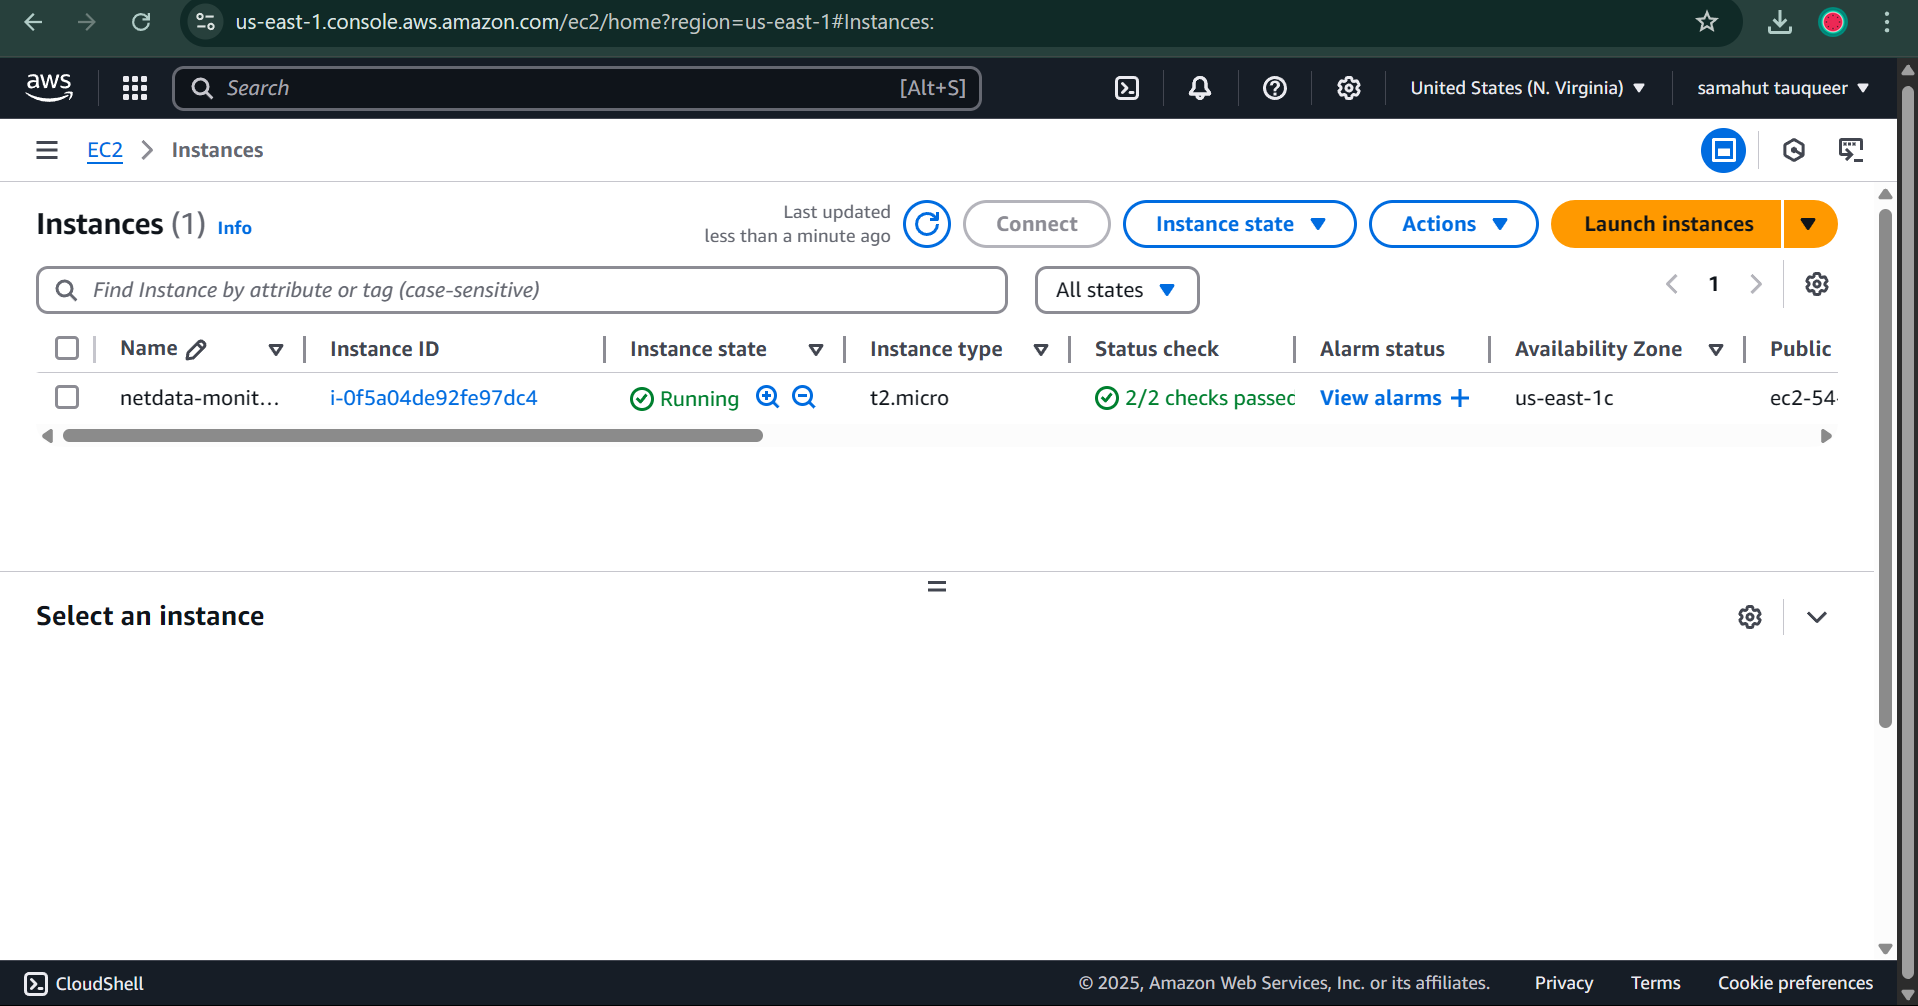 us-east-1.console.aws.amazon.com/ec2/home?region=us-east-1#Instances:
aws
Search [Alt+S]
United States (N. Virginia)
samahut tauqueer
EC2 > Instances
Instances (1) Info
Last updated
less than a minute ago
Connect
Instance state
Actions
Launch instances
Find Instance by attribute or tag (case-sensitive)
All states
1
Name Instance ID Instance state Instance type Status check Alarm status Availability Zone Public
netdata-monit... i-0f5a04de92fe97dc4 Running t2.micro 2/2 checks passed View alarms + us-east-1c ec2-54-
Select an instance
CloudShell
© 2025, Amazon Web Services, Inc. or its affiliates. Privacy Terms Cookie preferences